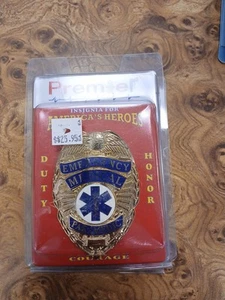 Premier
INSIGNIA FOR
AMERICA'S HEROES
$25.95
EMERGENCY
MEDICAL
DUTY
HONOR
COURAGE